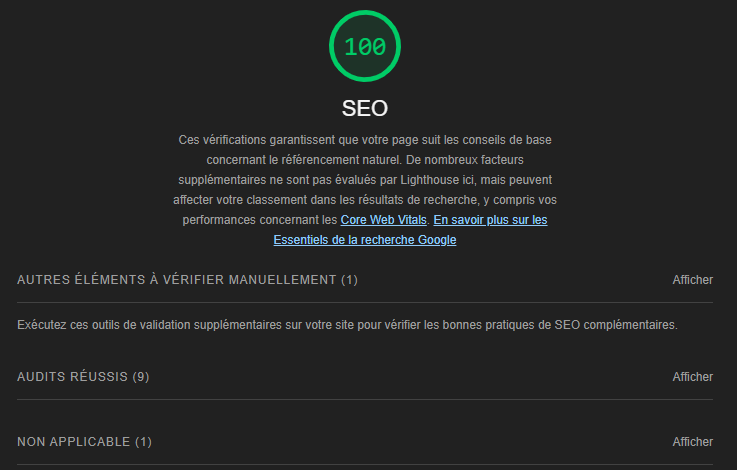 100
SEO
Ces vérifications garantissent que votre page suit les conseils de base
concernant le référencement naturel. De nombreux facteurs
supplémentaires ne sont pas évalués par Lighthouse ici, mais peuvent
affecter votre classement dans les résultats de recherche, y compris vos
performances concernant les Core Web Vitals. En savoir plus sur les
Essentiels de la recherche Google
AUTRES ÉLÉMENTS À VÉRIFIER MANUELLEMENT (1) Afficher
Exécutez ces outils de validation supplémentaires sur votre site pour vérifier les bonnes pratiques de SEO complémentaires.
AUDITS RÉUSSIS (9) Afficher
NON APPLICABLE (1) Afficher